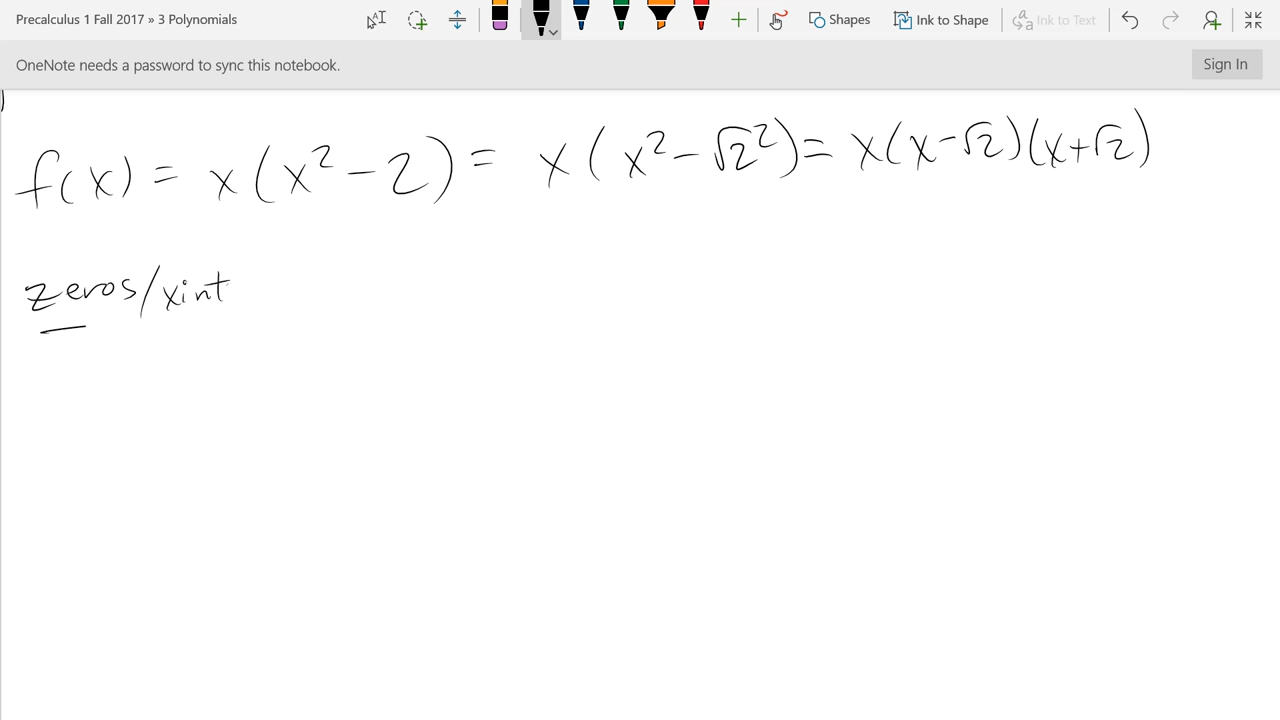 Precalculus 1 Fall 2017 » 3 Polynomials
Shapes
Ink to Shape
Ink to Text
OneNote needs a password to sync this notebook.
Sign In
f(x) = x(x² - 2) = x(x² - √2²) = x(x - √2)(x + √2)
zeros/xint